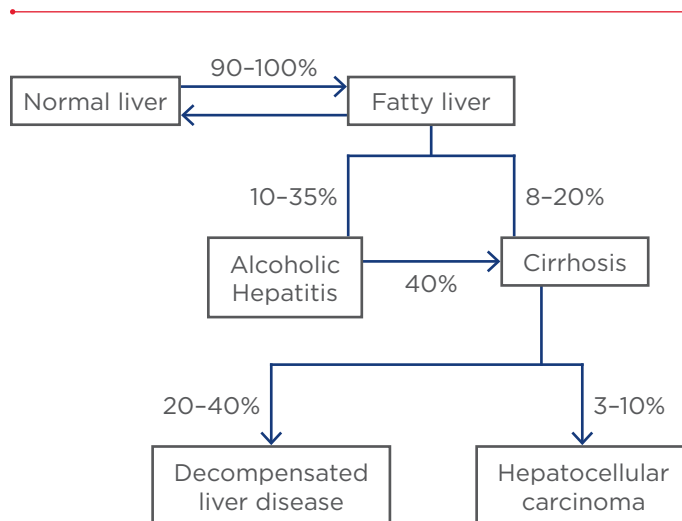 90–100%
Normal liver
Fatty liver
10–35%
8–20%
Alcoholic
Hepatitis
40%
Cirrhosis
20–40%
3–10%
Decompensated
liver disease
Hepatocellular
carcinoma